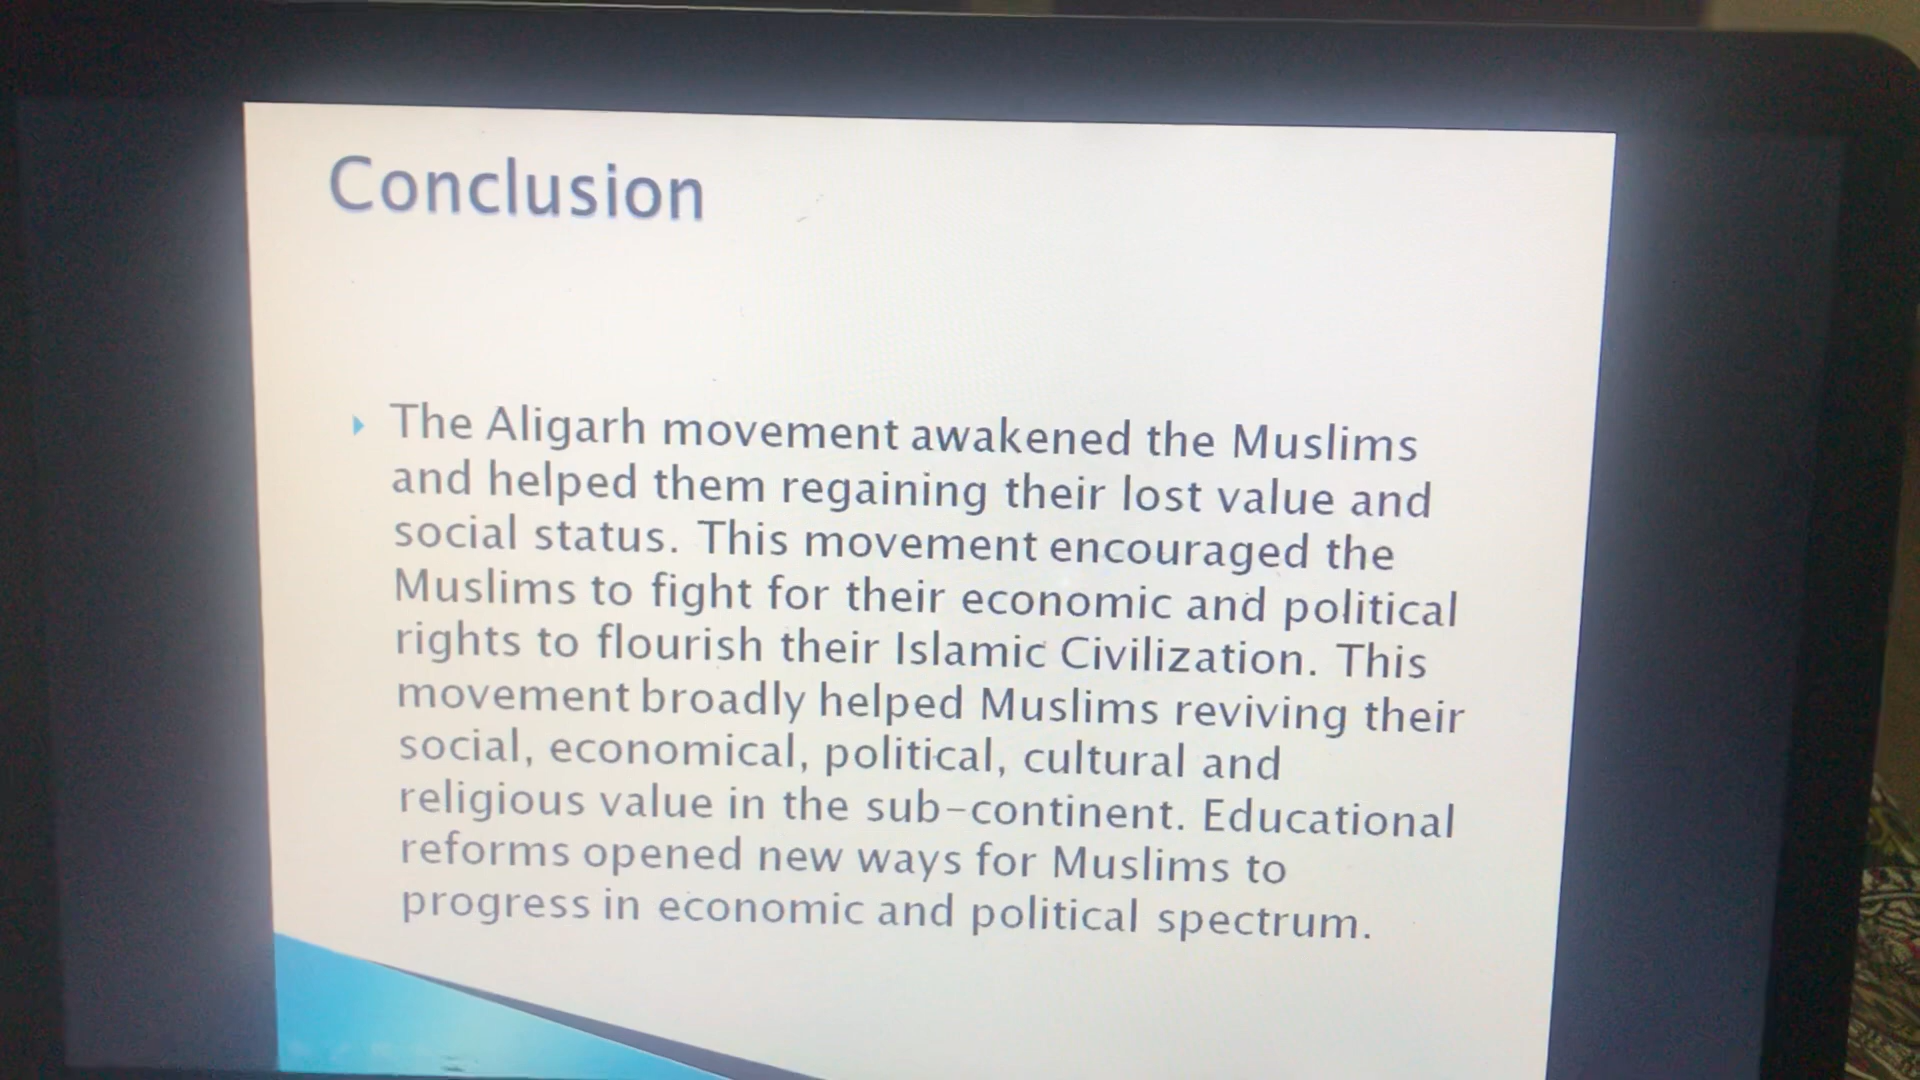 Conclusion
The Aligarh movement awakened the Muslims
and helped them regaining their lost value and
social status. This movement encouraged the
Muslims to fight for their economic and political
rights to flourish their Islamic Civilization. This
movement broadly helped Muslims reviving their
social, economical, political, cultural and
religious value in the sub-continent. Educational
reforms opened new ways for Muslims to
progress in economic and political spectrum.